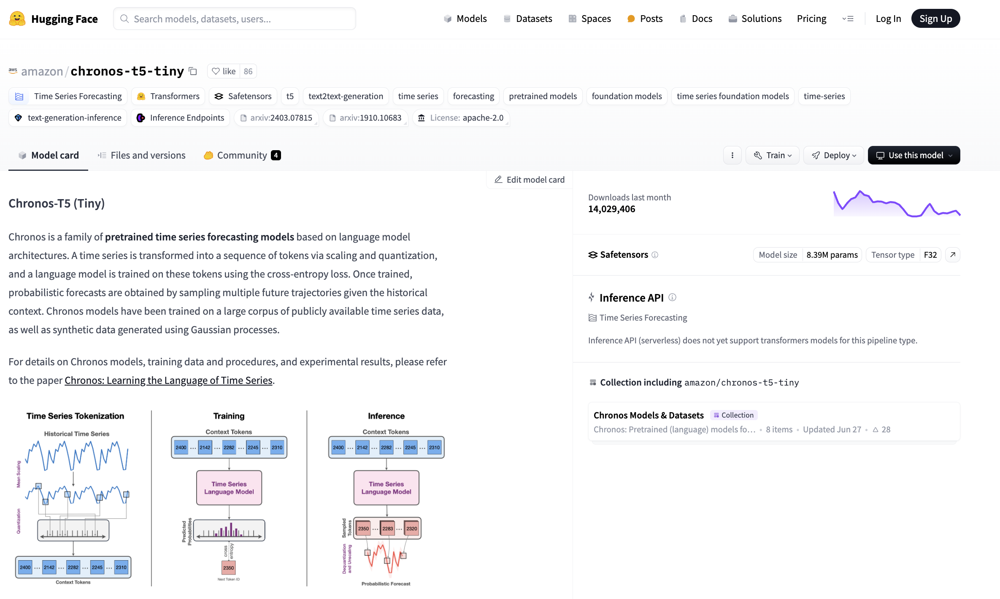 Hugging Face
Search models, datasets, users...
Models
Datasets
Spaces
Posts
Docs
Solutions
Pricing
Log In
Sign Up
aws amazon/chronos-t5-tiny
like 86
Time Series Forecasting
Transformers
Safetensors
t5
text2text-generation
time series
forecasting
pretrained models
foundation models
time series foundation models
time-series
text-generation-inference
Inference Endpoints
arxiv:2403.07815
arxiv:1910.10683
License: apache-2.0
Model card
Files and versions
Community 4
Train
Deploy
Use this model
Edit model card
Chronos-T5 (Tiny)
Chronos is a family of pretrained time series forecasting models based on language model
architectures. A time series is transformed into a sequence of tokens via scaling and quantization,
and a language model is trained on these tokens using the cross-entropy loss. Once trained,
probabilistic forecasts are obtained by sampling multiple future trajectories given the historical
context. Chronos models have been trained on a large corpus of publicly available time series data,
as well as synthetic data generated using Gaussian processes.
For details on Chronos models, training data and procedures, and experimental results, please refer
to the paper Chronos: Learning the Language of Time Series.
Time Series Tokenization
Historical Time Series
Mean Scaling
Quantization
2400 ... 2142 ... 2282 ... 2245 ... 2310
Context Tokens
Training
Context Tokens
2400 ... 2142 ... 2282 ... 2245 ... 2310
Time Series
Language Model
Predicted
Probabilities
cross
entropy
2350
Next Token ID
Inference
Context Tokens
2400 ... 2142 ... 2282 ... 2245 ... 2310
Time Series
Language Model
Sampled
Tokens
2350 ... 2283 ... 2320
Dequantization
and Unscaling
Probabilistic Forecast
Downloads last month
14,029,406
Safetensors
Model size 8.39M params
Tensor type F32
Inference API
Time Series Forecasting
Inference API (serverless) does not yet support transformers models for this pipeline type.
Collection including amazon/chronos-t5-tiny
Chronos Models & Datasets Collection
Chronos: Pretrained (language) models fo... • 8 items • Updated Jun 27 • 28